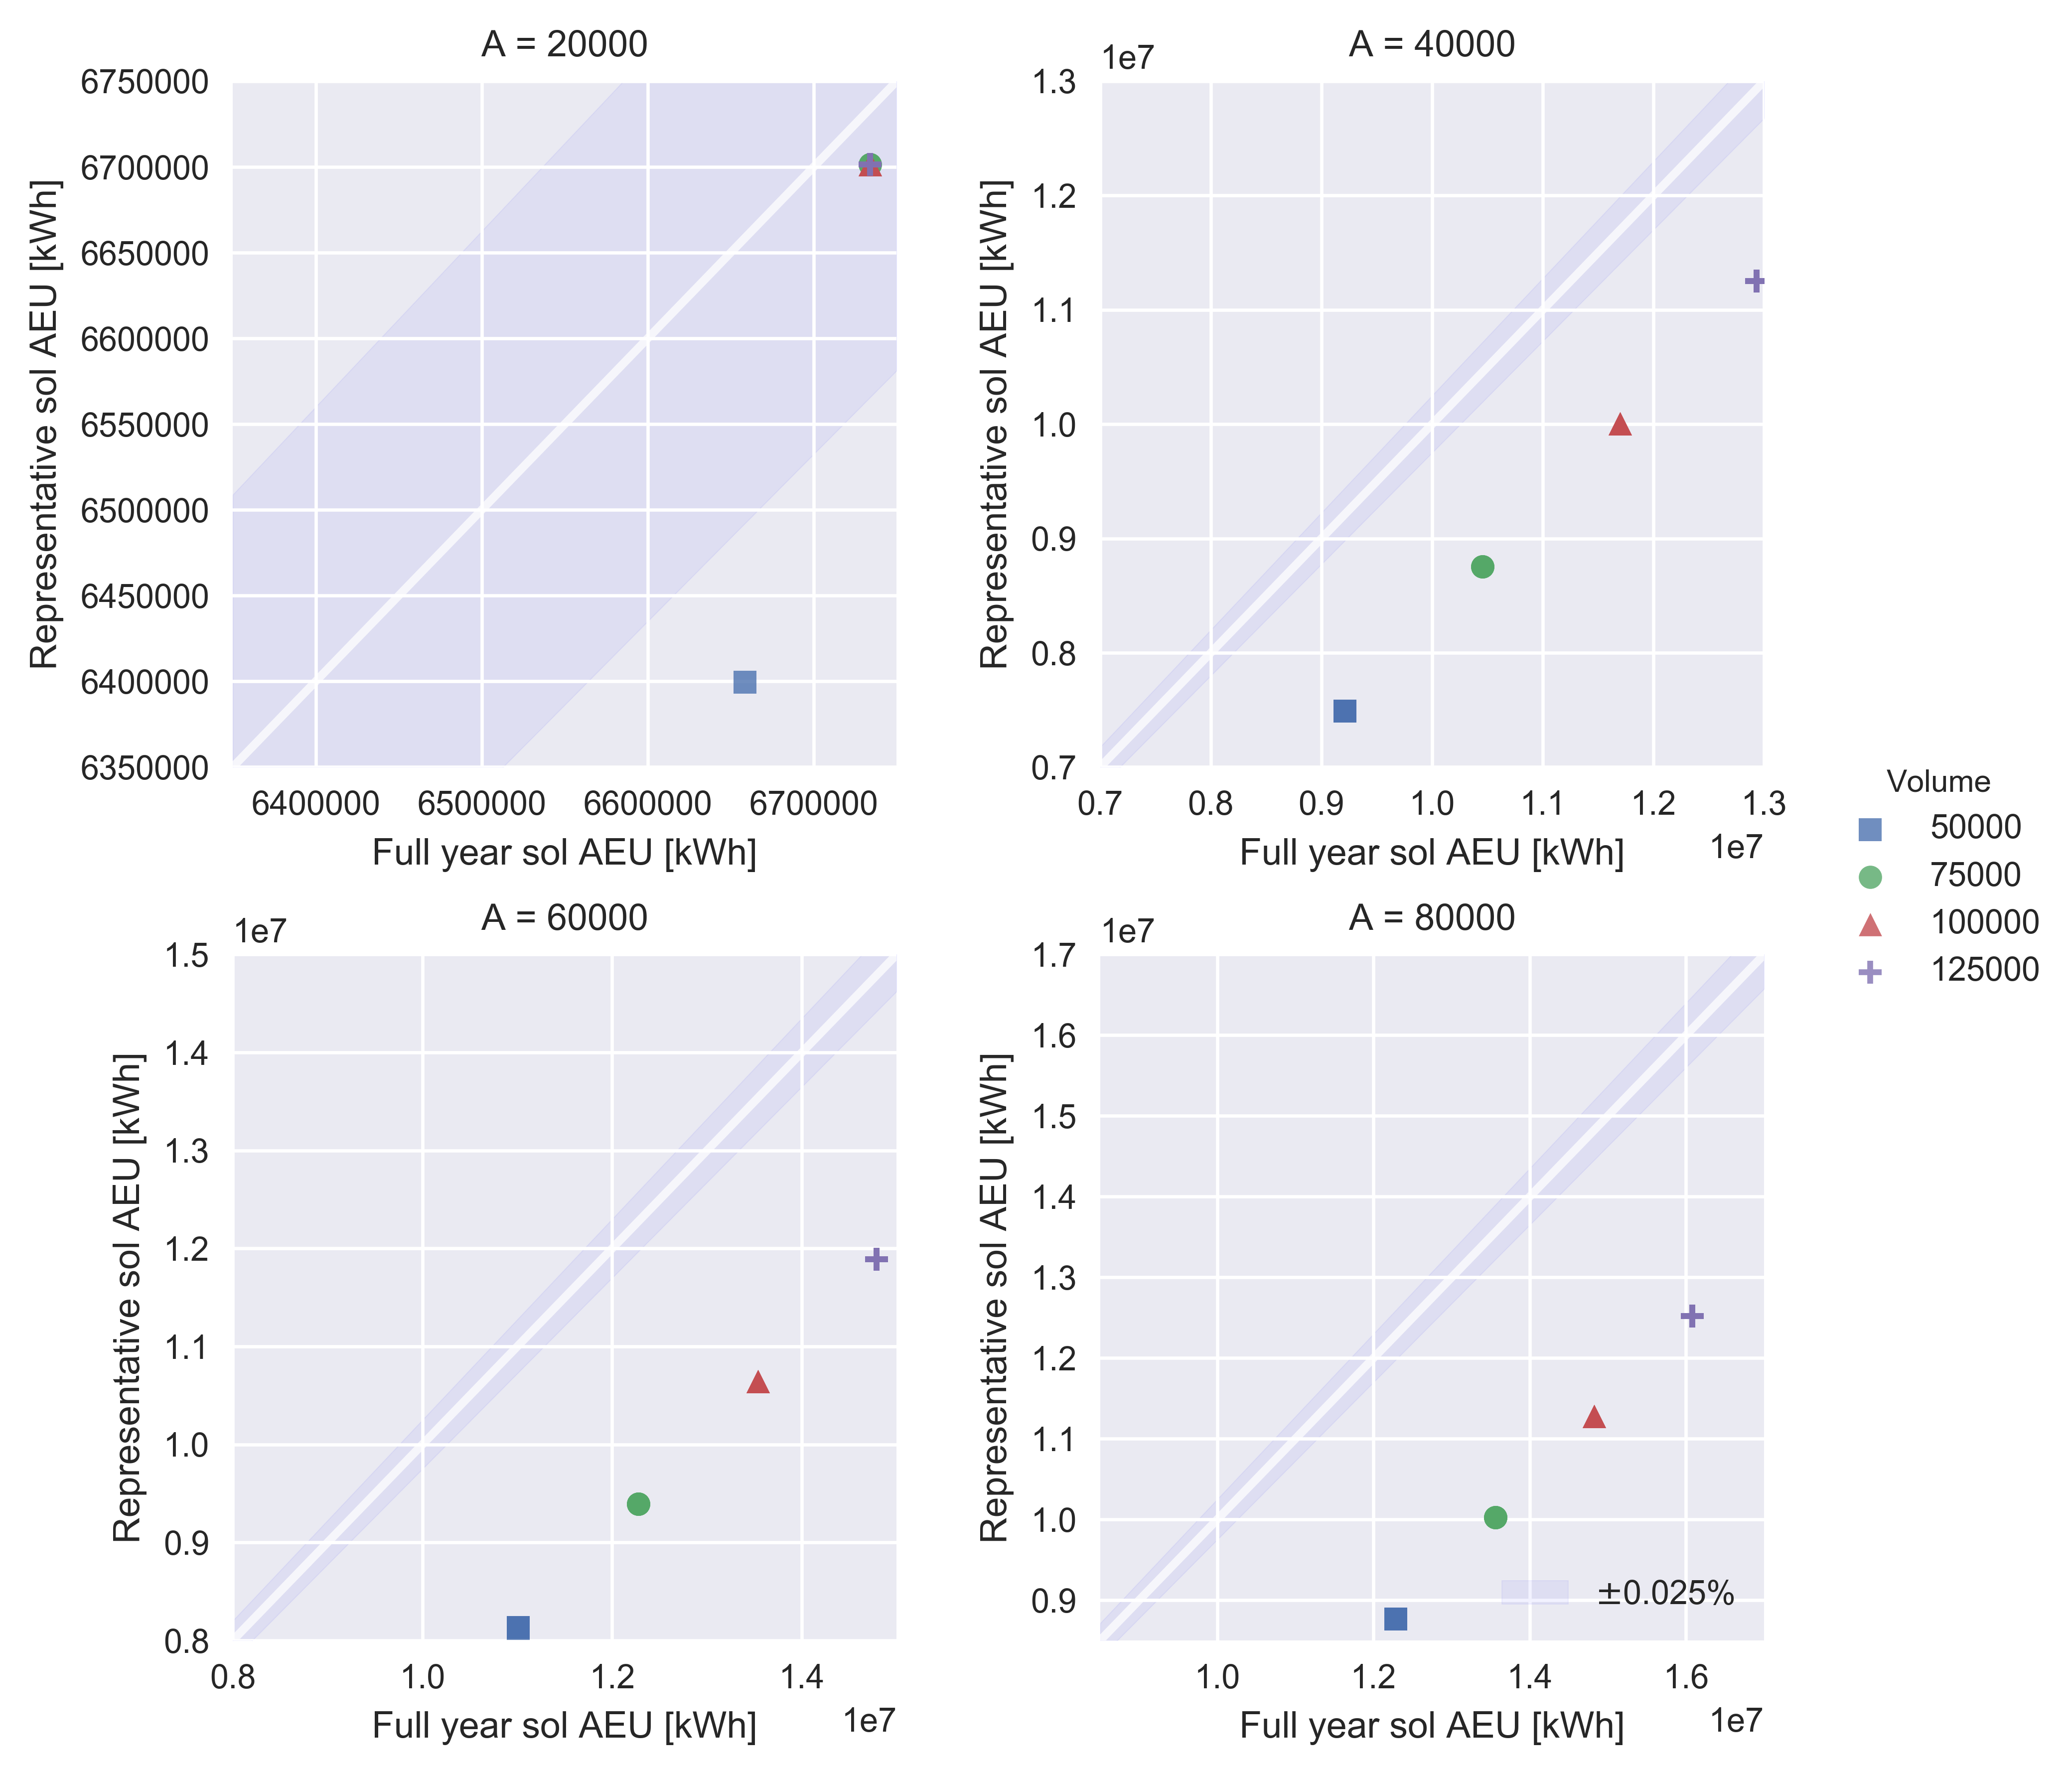 A = 20000
6750000
6700000
6650000
6600000
6550000
6500000
6450000
6400000
6350000
Representative sol AEU [kWh]
6400000 6500000 6600000 6700000
Full year sol AEU [kWh]
A = 40000
1e7
1.3
1.2
1.1
1.0
0.9
0.8
0.7
Representative sol AEU [kWh]
0.7 0.8 0.9 1.0 1.1 1.2 1.3
1e7
Full year sol AEU [kWh]
Volume
50000
75000
100000
125000
A = 60000
1e7
1.5
1.4
1.3
1.2
1.1
1.0
0.9
0.8
Representative sol AEU [kWh]
0.8 1.0 1.2 1.4
1e7
Full year sol AEU [kWh]
A = 80000
1e7
1.7
1.6
1.5
1.4
1.3
1.2
1.1
1.0
0.9
Representative sol AEU [kWh]
±0.025%
1.0 1.2 1.4 1.6
1e7
Full year sol AEU [kWh]